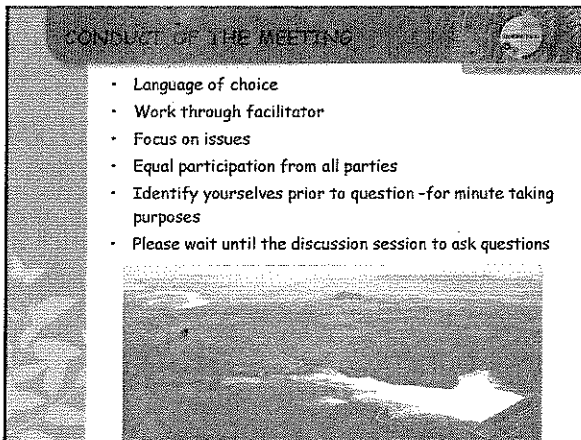 CONDUCT OF THE MEETING
· Language of choice
· Work through facilitator
· Focus on issues
· Equal participation from all parties
· Identify yourselves prior to question -for minute taking
purposes
· Please wait until the discussion session to ask questions